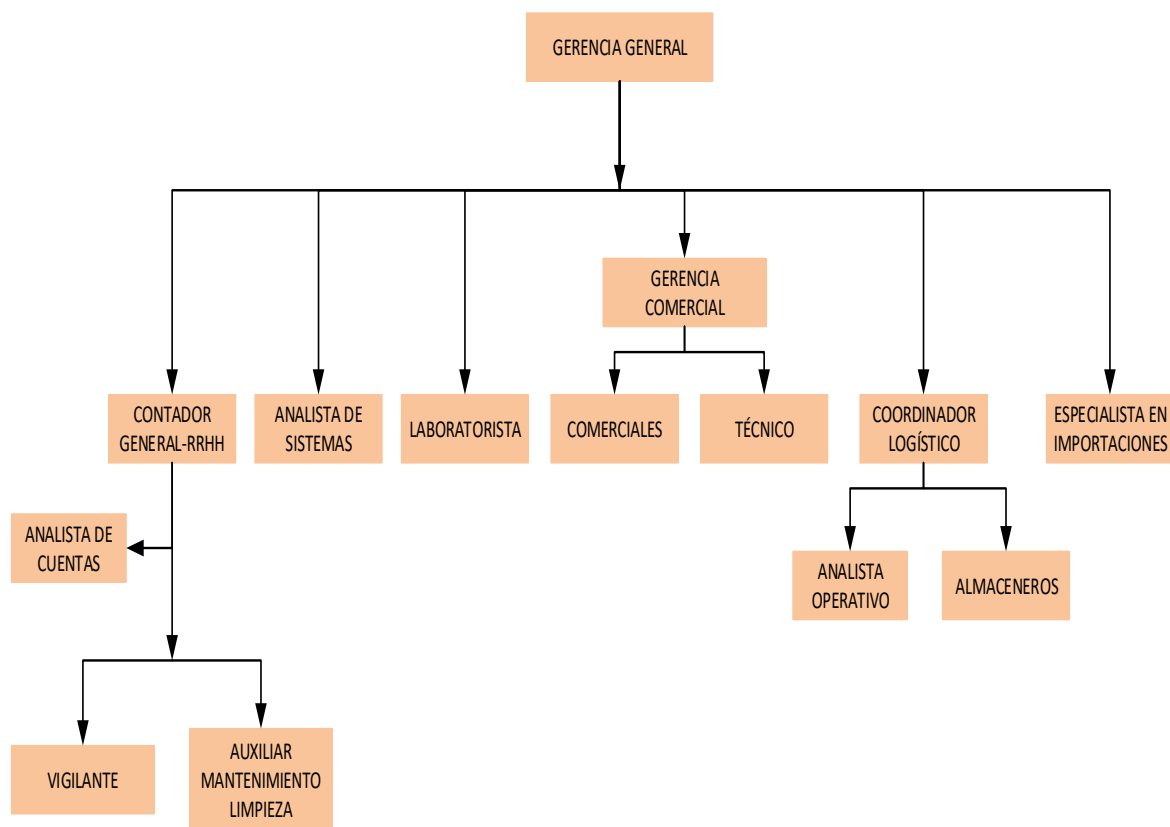 GERENCIA GENERAL
GERENCIA
COMERCIAL
CONTADOR
GENERAL-RRHH
ANALISTA DE
SISTEMAS
LABORATORISTA
COMERCIALES
TÉCNICO
COORDINADOR
LOGÍSTICO
ESPECIALISTA EN
IMPORTACIONES
ANALISTA DE
CUENTAS
ANALISTA
OPERATIVO
ALMACENEROS
VIGILANTE
AUXILIAR
MANTENIMIENTO
LIMPIEZA